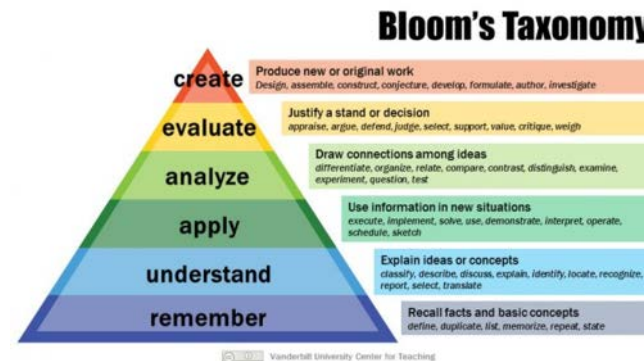 Bloom's Taxonomy
create
Produce new or original work
Design, assemble, construct, conjecture, develop, formulate, author, investigate
evaluate
Justify a stand or decision
appraise, argue, defend, judge, select, support, value, critique, weigh
analyze
Draw connections among ideas
differentiate, organize, relate, compare, contrast, distinguish, examine,
experiment, question, test
apply
Use information in new situations
execute, implement, solve, use, demonstrate, interpret, operate,
schedule, sketch
understand
Explain ideas or concepts
classify, describe, discuss, explain, identify, locate, recognize,
report, select, translate
remember
Recall facts and basic concepts
define, duplicate, list, memorize, repeat, state
Vanderbilt University Center for Teaching